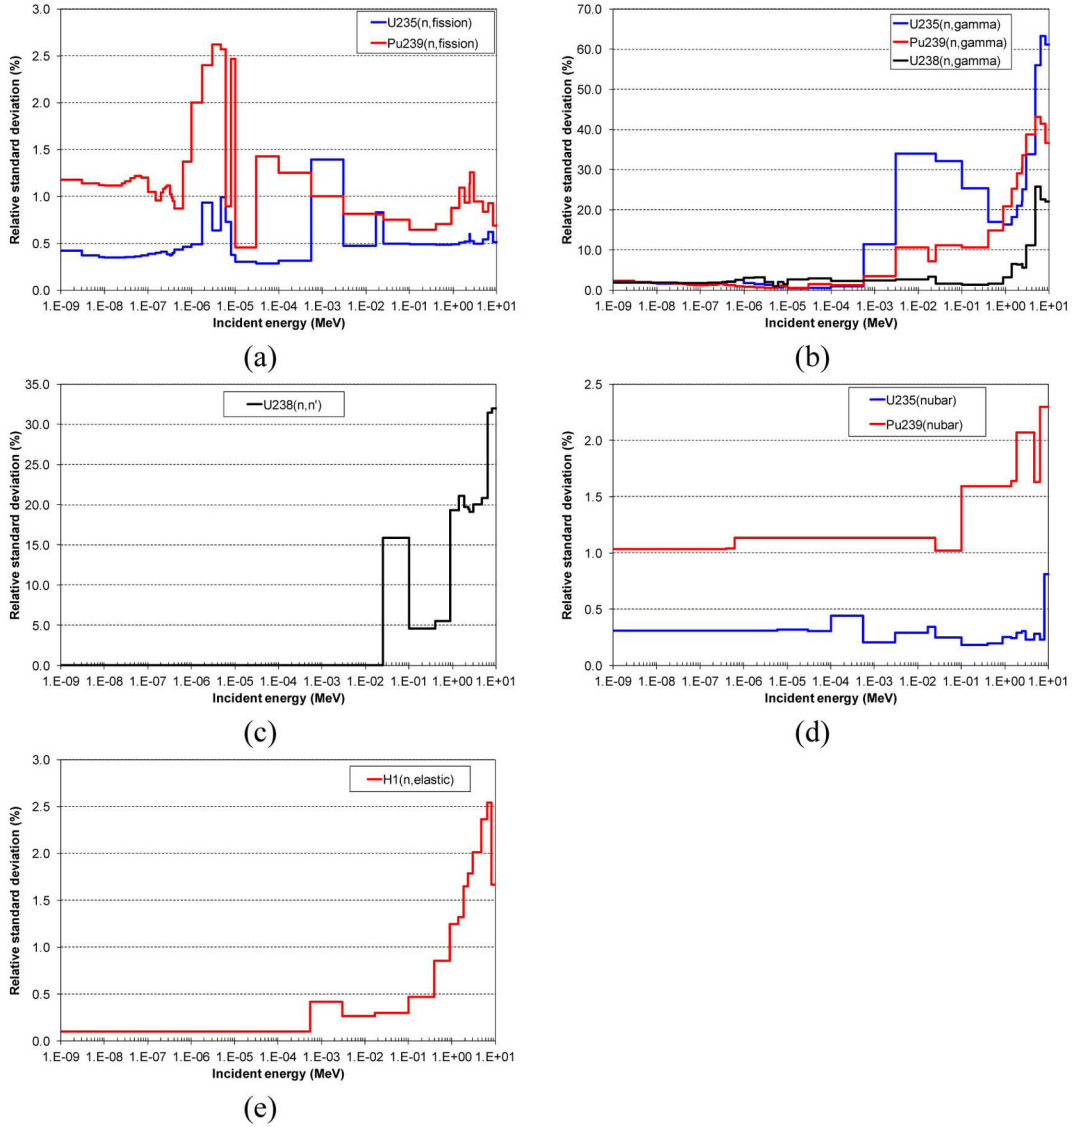 U235(n,fission)
Pu239(n,fission)
Relative standard deviation (%)
3.0
2.5
2.0
1.5
1.0
0.5
0.0
1.E-09 1.E-08 1.E-07 1.E-06 1.E-05 1.E-04 1.E-03 1.E-02 1.E-01 1.E+00 1.E+01
Incident energy (MeV)
(a)
U235(n,gamma)
Pu239(n,gamma)
U238(n,gamma)
Relative standard deviation (%)
70.0
60.0
50.0
40.0
30.0
20.0
10.0
0.0
1.E-09 1.E-08 1.E-07 1.E-06 1.E-05 1.E-04 1.E-03 1.E-02 1.E-01 1.E+00 1.E+01
Incident energy (MeV)
(b)
U238(n,n')
Relative standard deviation (%)
35.0
30.0
25.0
20.0
15.0
10.0
5.0
0.0
1.E-09 1.E-08 1.E-07 1.E-06 1.E-05 1.E-04 1.E-03 1.E-02 1.E-01 1.E+00 1.E+01
Incident energy (MeV)
(c)
U235(nubar)
Pu239(nubar)
Relative standard deviation (%)
2.5
2.0
1.5
1.0
0.5
0.0
1.E-09 1.E-08 1.E-07 1.E-06 1.E-05 1.E-04 1.E-03 1.E-02 1.E-01 1.E+00 1.E+01
Incident energy (MeV)
(d)
H1(n,elastic)
Relative standard deviation (%)
3.0
2.5
2.0
1.5
1.0
0.5
0.0
1.E-09 1.E-08 1.E-07 1.E-06 1.E-05 1.E-04 1.E-03 1.E-02 1.E-01 1.E+00 1.E+01
Incident energy (MeV)
(e)